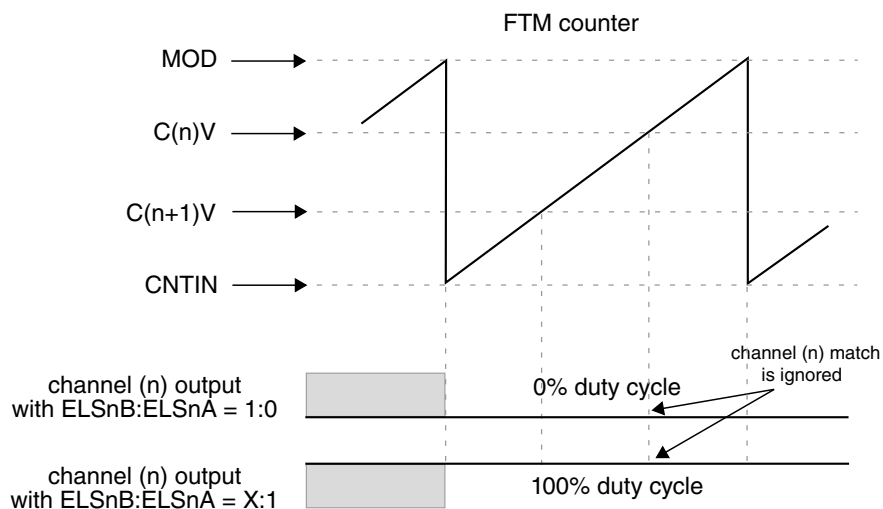 FTM counter
MOD
C(n)V
C(n+1)V
CNTIN
channel (n) match
is ignored
channel (n) output
with ELSnB:ELSnA = 1:0
0% duty cycle
channel (n) output
with ELSnB:ELSnA = X:1
100% duty cycle